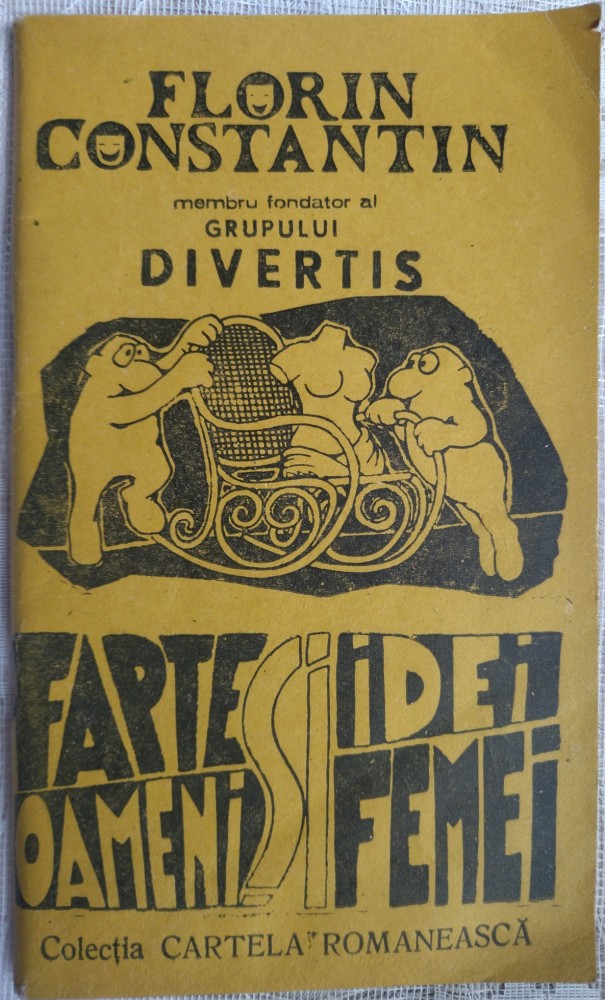 FLORIN
CONSTANTIN
membru fondator al
GRUPULUI
DIVERTIS
FAPTE ȘI IDEI
OAMENI FEMEI
Colecția CARTELA ROMANEASCĂ